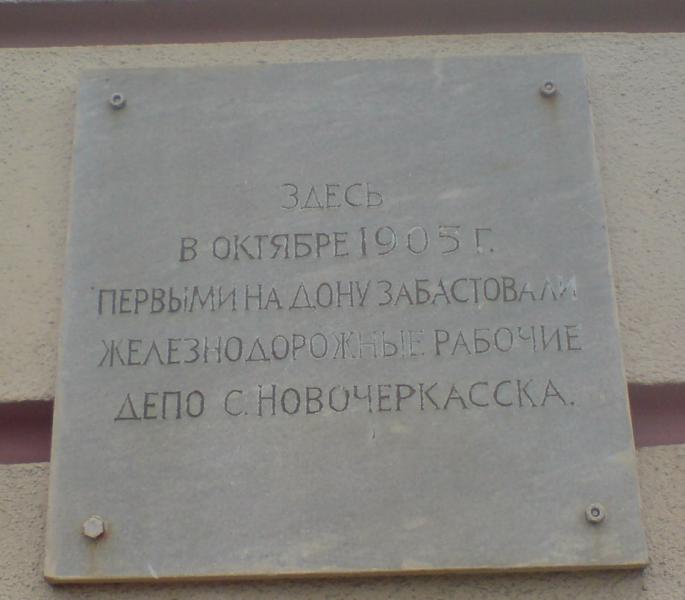 ЗДЕСЬ
В ОКТЯБРЕ 1905 Г.
ПЕРВЫМИ НА ДОНУ ЗАБАСТОВАЛИ
ЖЕЛЕЗНОДОРОЖНЫЕ РАБОЧИЕ
ДЕПО С. НОВОЧЕРКАССКА.